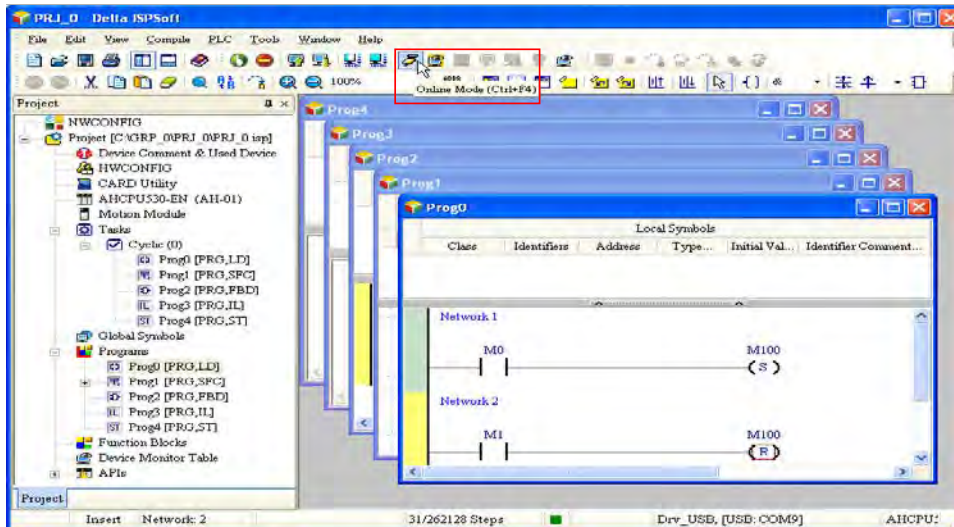 PRJ_0 Delta ISPSoft
File Edit View Compile PLC Tools Window Help
100%
Online Mode (Ctrl+F4)
Project
NWCONFIG
Project [C:\GRP_0\PRJ_0\PRJ_0.isp]
Device Comment & Used Device
HWCONFIG
CARD Utility
AHCPU530-EN (AH-01)
Motion Module
Tasks
Cyclic (0)
Prog0 [PRG,LD]
Prog1 [PRG,SFC]
Prog2 [PRG,FBD]
Prog3 [PRG,IL]
Prog4 [PRG,ST]
Global Symbols
Programs
Prog0 [PRG,LD]
Prog1 [PRG,SFC]
Prog2 [PRG,FBD]
Prog3 [PRG,IL]
Prog4 [PRG,ST]
Function Blocks
Device Monitor Table
APIs
Project
Prog4
Prog3
Prog2
Prog1
Prog0
Local Symbols
Class Identifiers Address Type... Initial Val... Identifier Comment...
Network 1
M0 M100
S
Network 2
M1 M100
R
Insert Network: 2 31/262128 Steps Drv_USB, [USB: COM9] AHCPU5